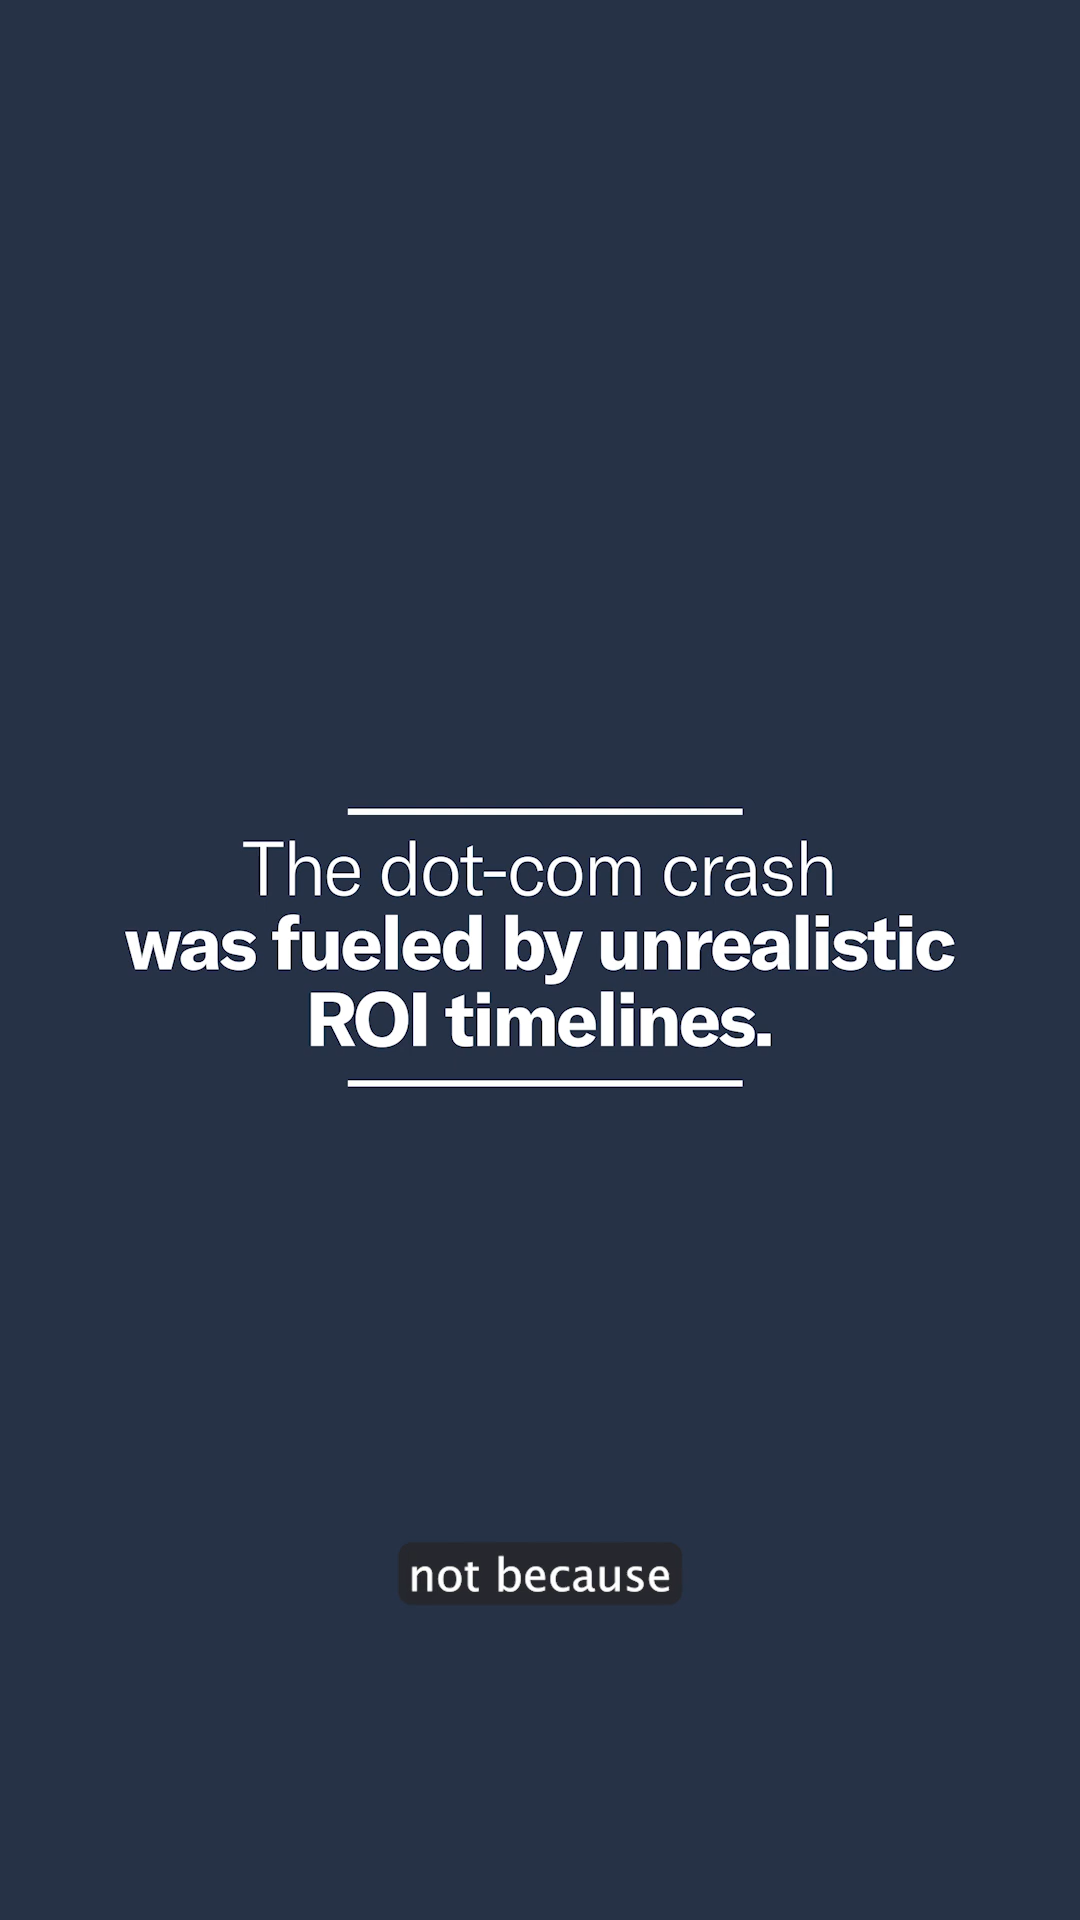 The dot-com crash
was fueled by unrealistic
ROI timelines.
not because